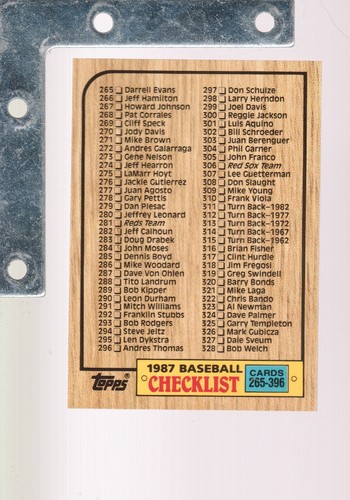 265 Darrell Evans
266 Jeff Hamilton
267 Howard Johnson
268 Pat Corrales
269 Cliff Speck
270 Jody Davis
271 Mike Brown
272 Andres Galarraga
273 Gene Nelson
274 Jeff Hearron
275 LaMarr Hoyt
276 Jackie Gutierrez
277 Juan Agosto
278 Gary Pettis
279 Dan Plesac
280 Jeffrey Leonard
281 Reds Team
282 Jeff Calhoun
283 Doug Drabek
284 John Moses
285 Dennis Boyd
286 Mike Woodard
287 Dave Von Ohlen
288 Tito Landrum
289 Bob Kipper
290 Leon Durham
291 Mitch Williams
292 Franklin Stubbs
293 Bob Rodgers
294 Steve Jeltz
295 Len Dykstra
296 Andres Thomas
297 Don Schulze
298 Larry Herndon
299 Joel Davis
300 Reggie Jackson
301 Luis Aquino
302 Bill Schroeder
303 Juan Berenguer
304 Phil Garner
305 John Franco
306 Red Sox Team
307 Lee Guetterman
308 Don Slaught
309 Mike Young
310 Frank Viola
311 Turn Back-1982
312 Turn Back-1977
313 Turn Back-1972
314 Turn Back-1967
315 Turn Back-1962
316 Brian Fisher
317 Clint Hurdle
318 Jim Fregosi
319 Greg Swindell
320 Barry Bonds
321 Mike Laga
322 Chris Bando
323 Al Newman
324 Dave Palmer
325 Garry Templeton
326 Mark Gubicza
327 Dale Sveum
328 Bob Welch
topps®
1987 BASEBALL
CHECKLIST
CARDS
265-396